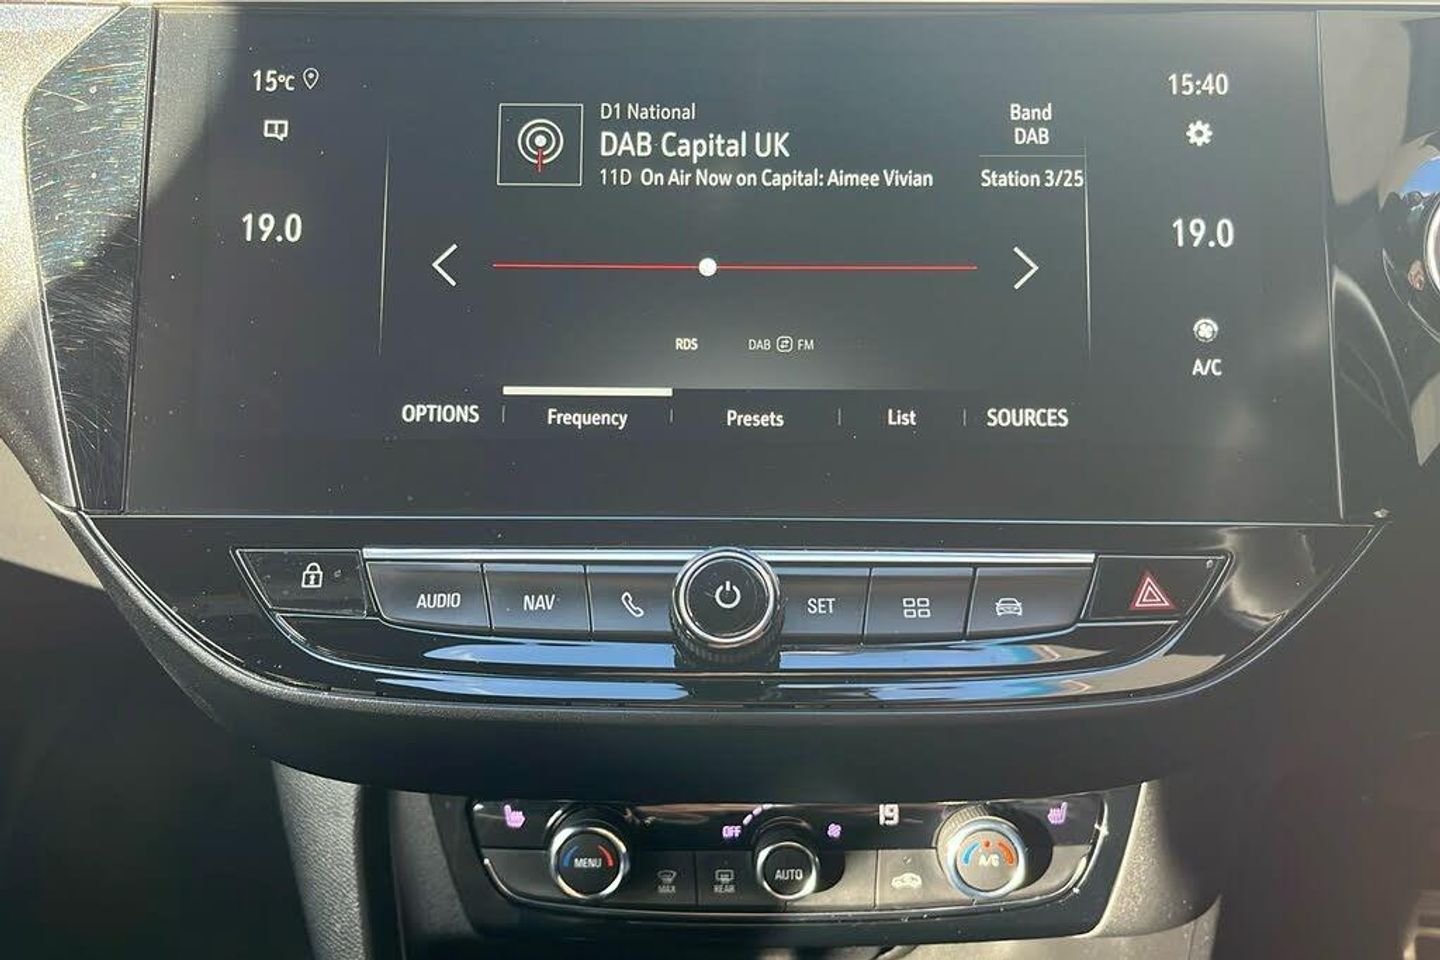 15°C
15:40
D1 National
DAB Capital UK
11D On Air Now on Capital: Aimee Vivian
Band
DAB
Station 3/25
19.0
19.0
RDS
DAB FM
A/C
OPTIONS
Frequency
Presets
List
SOURCES
AUDIO
NAV
SET
OFF
19
MENU
MAX
REAR
AUTO
A/C